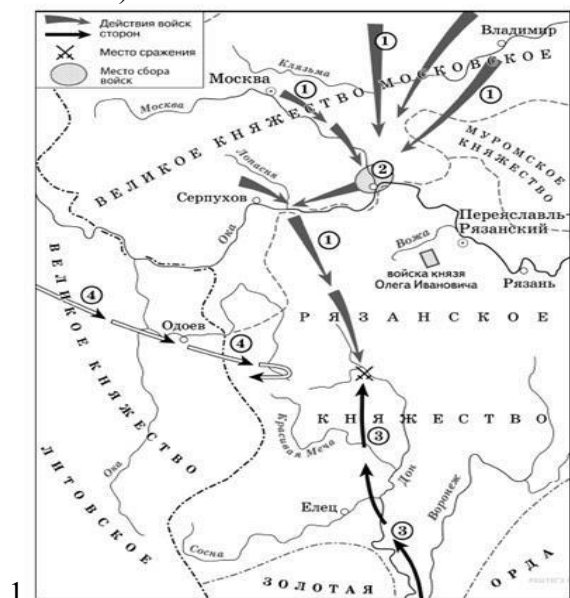 Действия войск
сторон
Место сражения
Место сбора
войск
Владимир
Клязьма
Москва
Москва
ВЕЛИКОЕ КНЯЖЕСТВО МОСКОВСКОЕ
МУРОМСКОЕ
КНЯЖЕСТВО
1
1
1
2
Лопасня
Серпухов
Ока
Переяславль-
Рязанский
Вожа
войска князя
Олега Ивановича
Рязань
1
4
Одоев
4
РЯЗАНСКОЕ
КНЯЖЕСТВО
ВЕЛИКОЕ КНЯЖЕСТВО
ЛИТОВСКОЕ
Красивая Меча
3
Дон
Ока
Елец
Воронеж
3
Сосна
ЗОЛОТАЯ
ОРДА
1